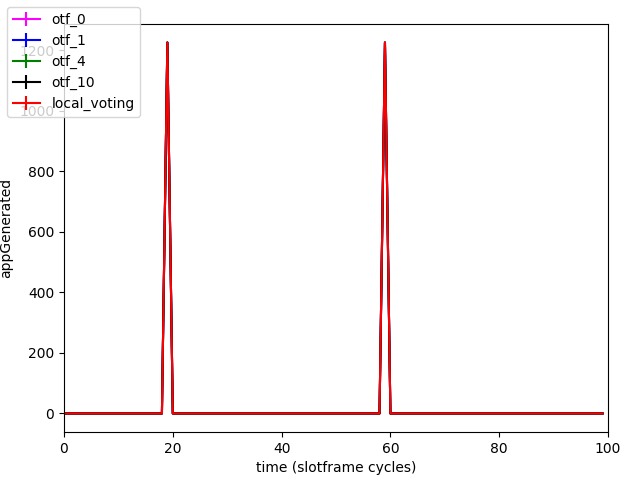 otf_0
otf_1
otf_4
otf_10
local_voting
1200
1000
800
600
400
200
0
appGenerated
0 20 40 60 80 100
time (slotframe cycles)